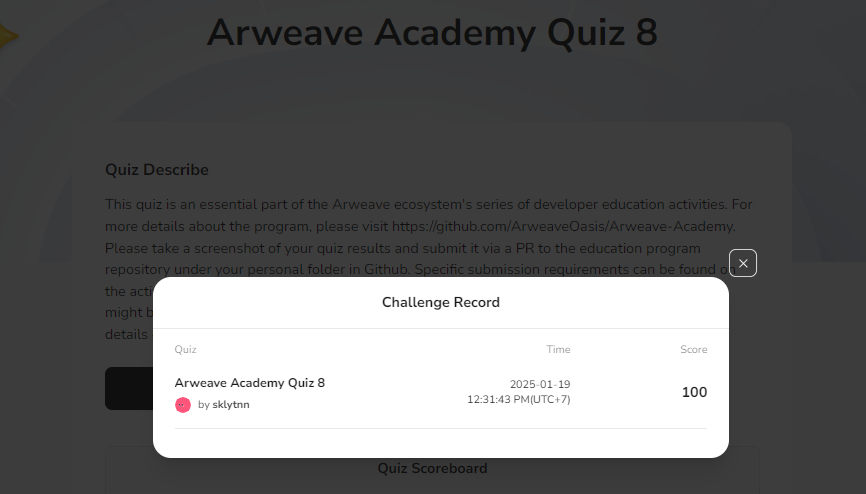 Arweave Academy Quiz 8
Quiz Describe
This quiz is an essential part of the Arweave ecosystem's series of developer education activities. For
more details about the program, please visit https://github.com/ArweaveOasis/Arweave-Academy.
Please take a screenshot of your quiz results and submit it via a PR to the education program
repository under your personal folder in Github. Specific submission requirements can be found on
the acti
might b
details
Challenge Record
Quiz Time Score
Arweave Academy Quiz 8
by sklytnn
2025-01-19
12:31:43 PM(UTC+7)
100
Quiz Scoreboard